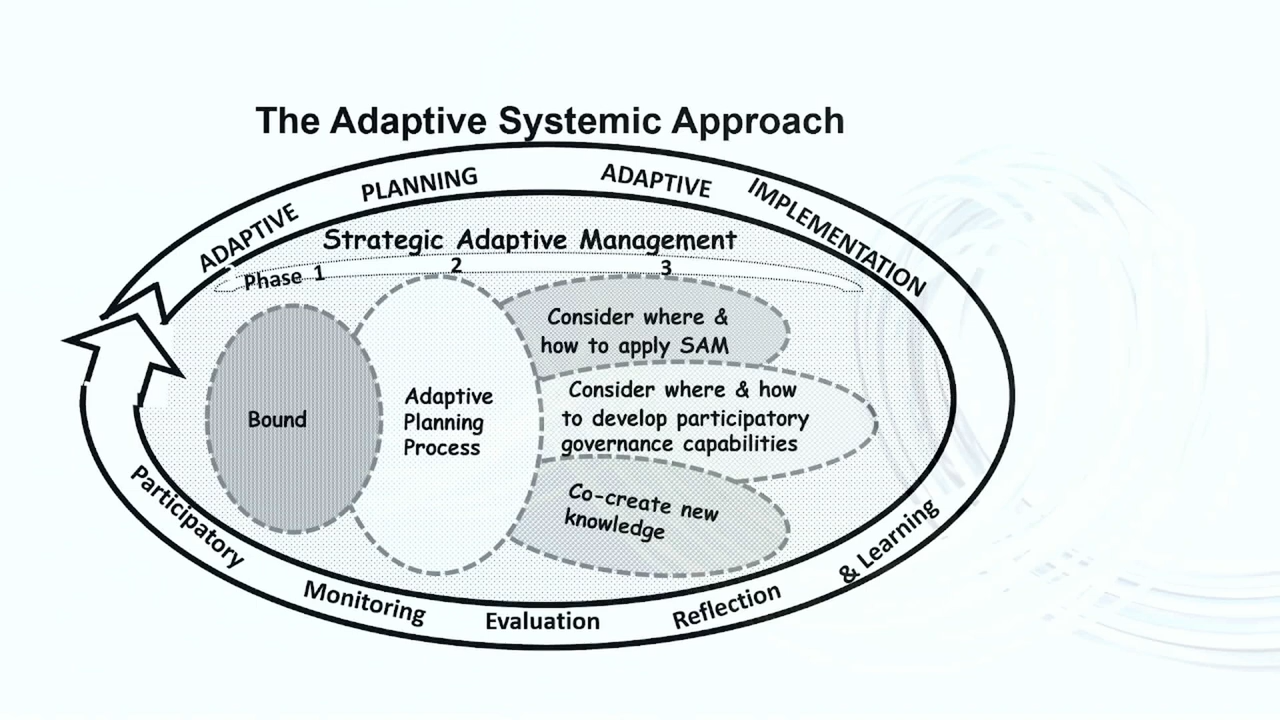 The Adaptive Systemic Approach
ADAPTIVE PLANNING ADAPTIVE IMPLEMENTATION
Strategic Adaptive Management
Phase 1 2 3
Bound
Adaptive
Planning
Process
Consider where &
how to apply SAM
Consider where & how
to develop participatory
governance capabilities
Co-create new
knowledge
Participatory Monitoring Evaluation Reflection & Learning